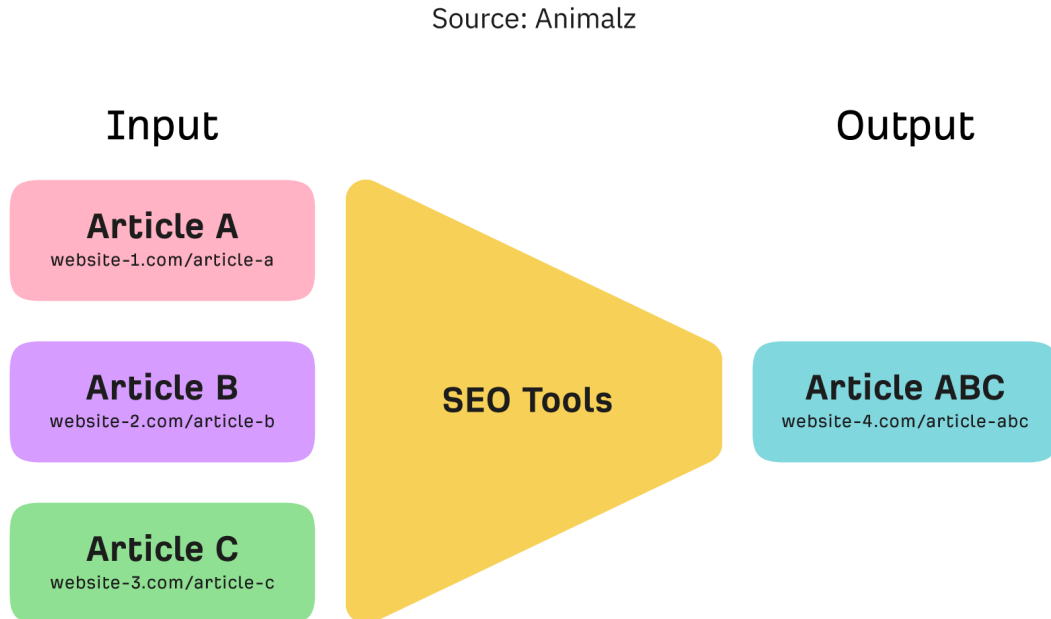 Source: Animalz
Input
Output
Article A
website-1.com/article-a
Article B
website-2.com/article-b
SEO Tools
Article ABC
website-4.com/article-abc
Article C
website-3.com/article-c